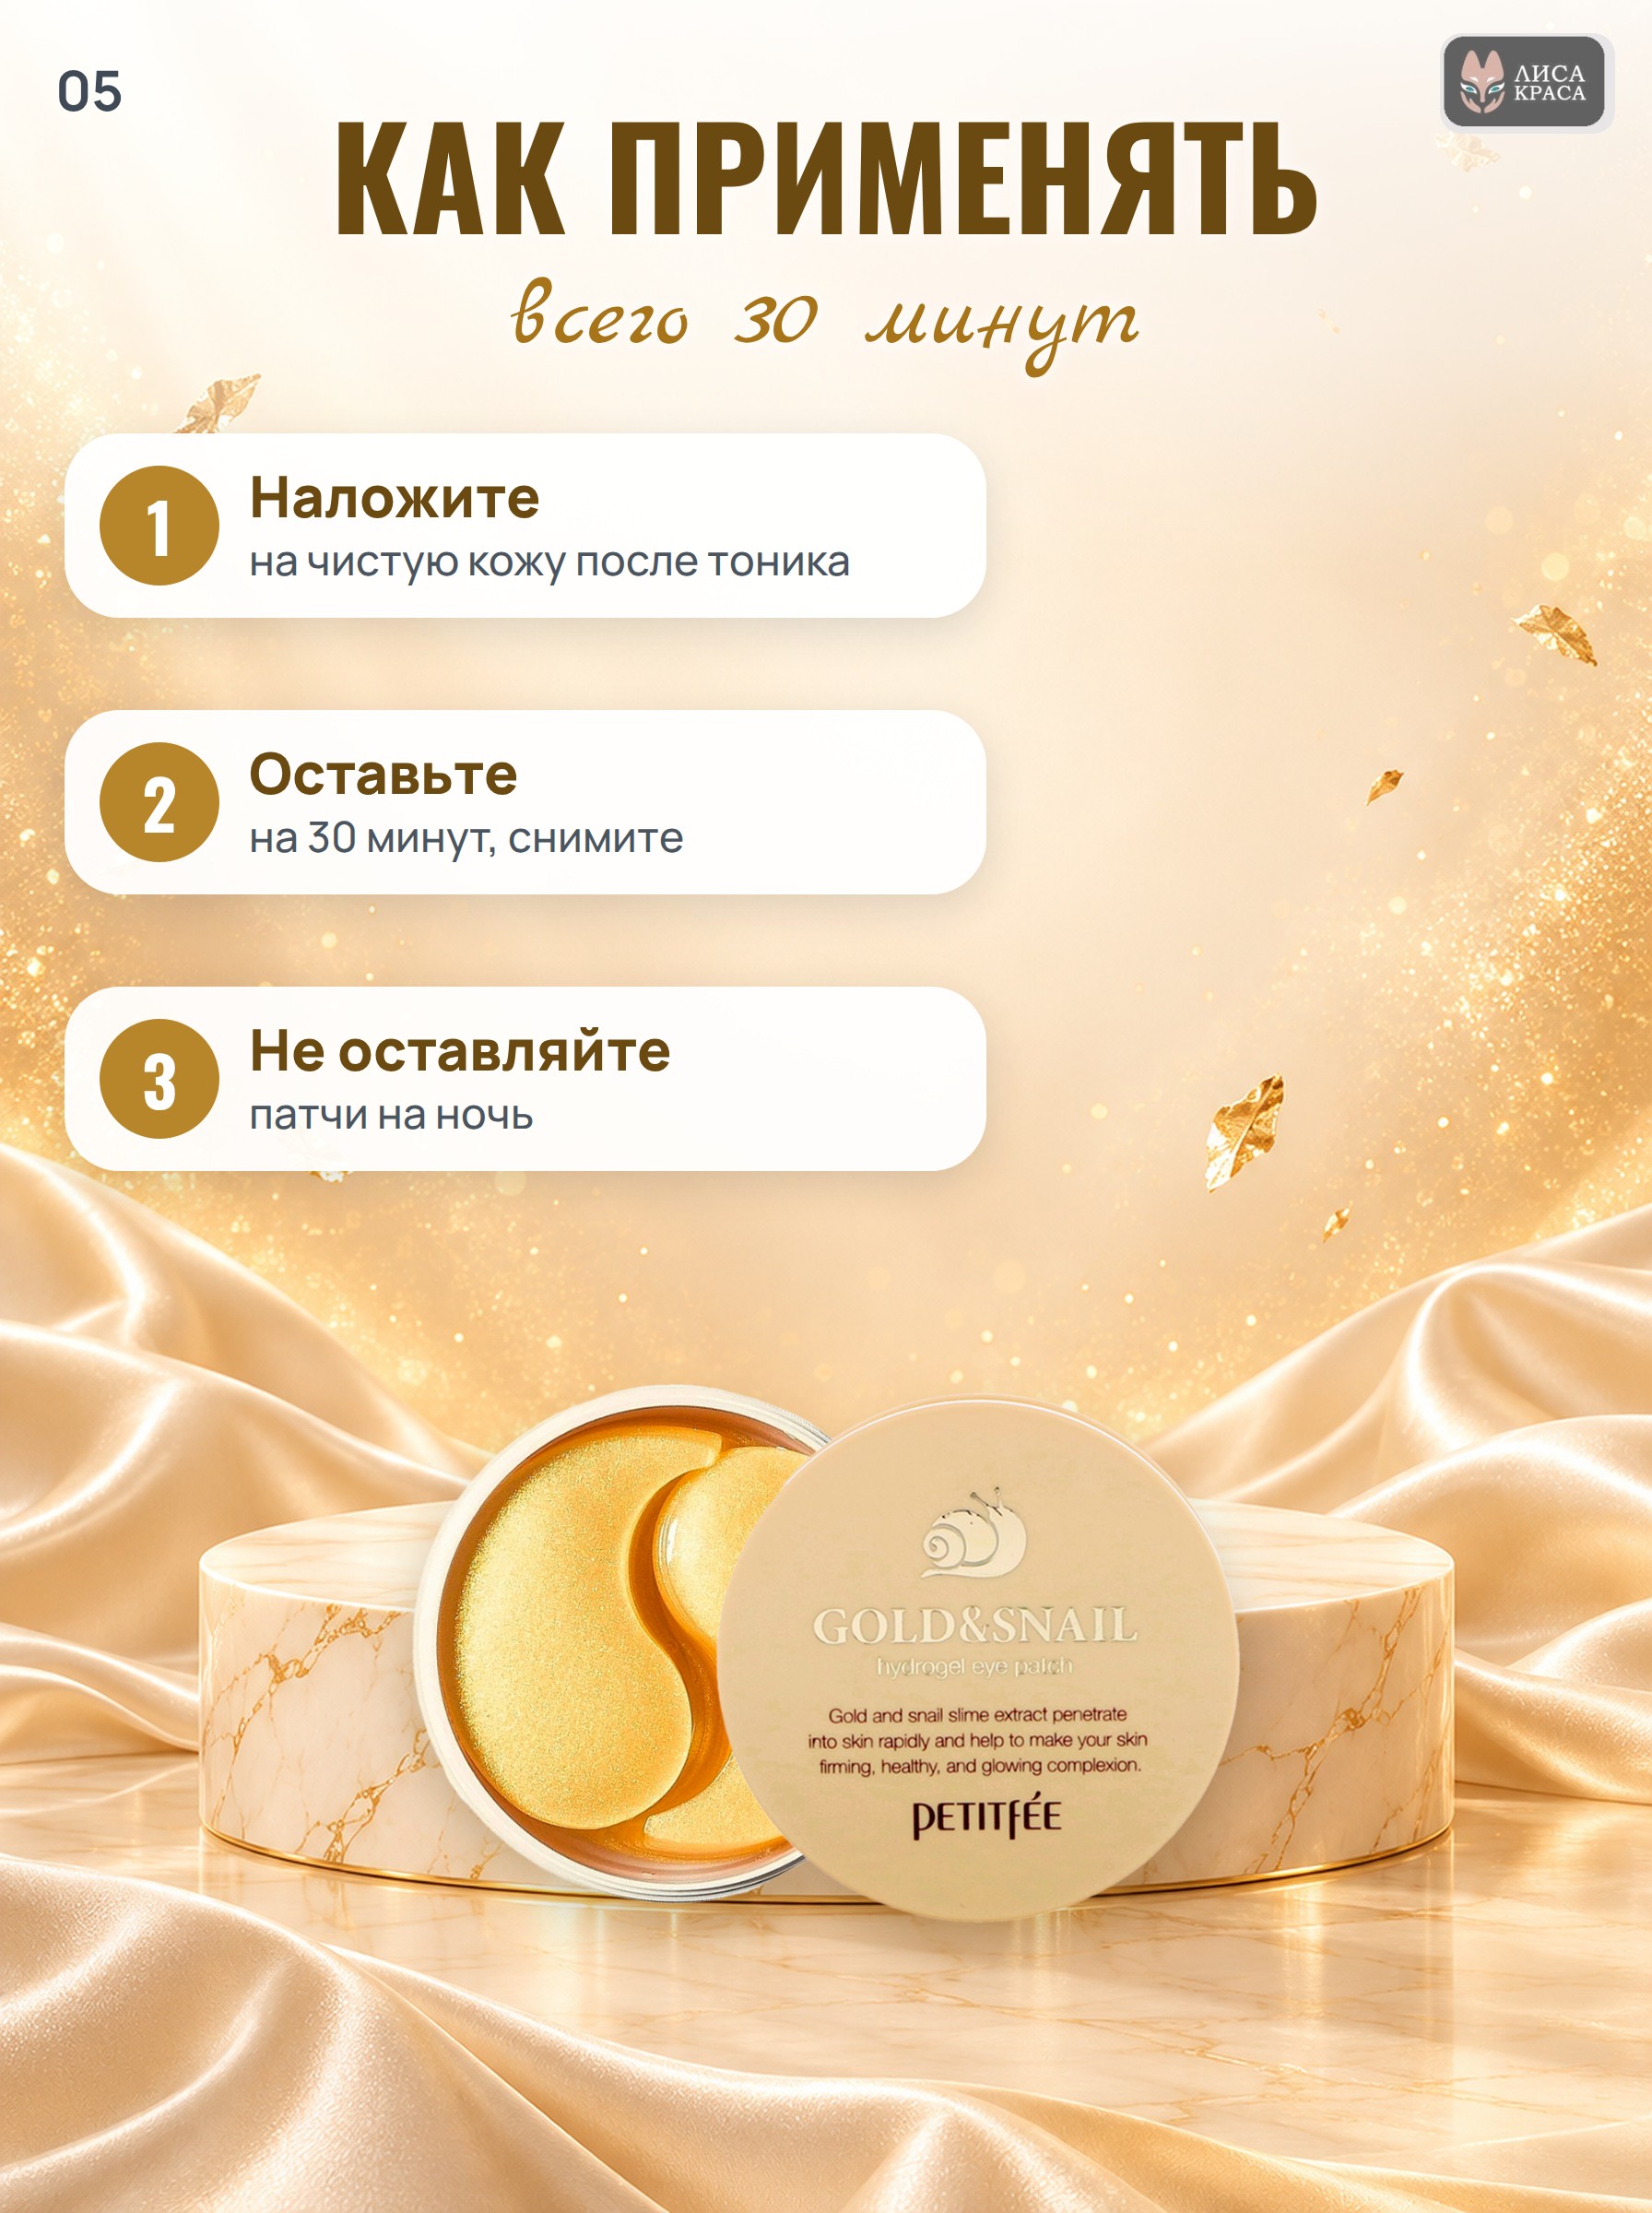 05
ЛИСА
КРАСА
КАК ПРИМЕНЯТЬ
всего 30 минут
1
Наложите
на чистую кожу после тоника
2
Оставьте
на 30 минут, снимите
3
Не оставляйте
патчи на ночь
GOLD&SNAIL
hydrogel eye patch
Gold and snail slime extract penetrate
into skin rapidly and help to make your skin
firming, healthy, and glowing complexion.
PETITFÉE